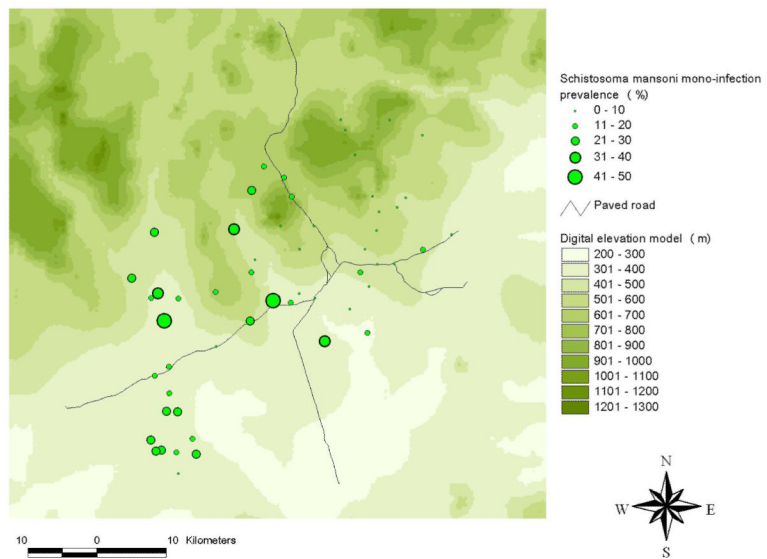 Schistosoma mansoni mono-infection
prevalence ( %)
0 - 10
11 - 20
21 - 30
31 - 40
41 - 50
Paved road
Digital elevation model ( m)
200 - 300
301 - 400
401 - 500
501 - 600
601 - 700
701 - 800
801 - 900
901 - 1000
1001 - 1100
1101 - 1200
1201 - 1300
N
W E
S
10 0 10 Kilometers